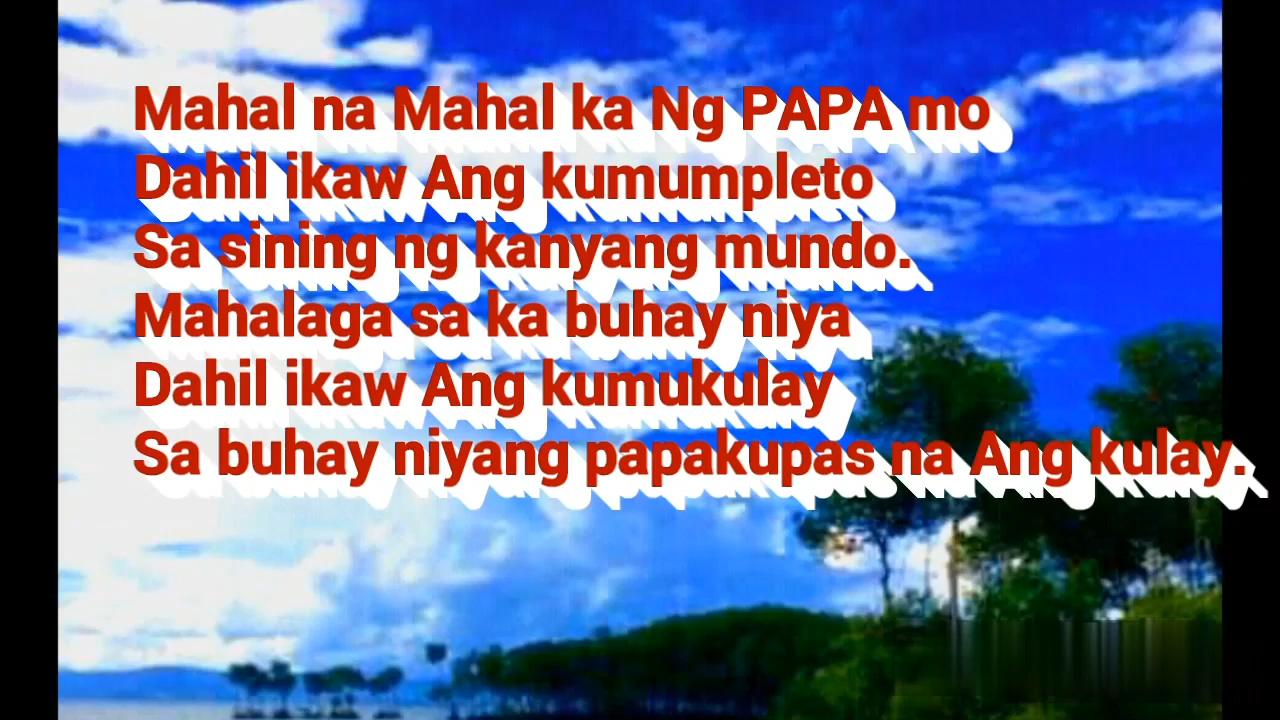 Mahal na Mahal ka Ng PAPA mo
Dahil ikaw Ang kumumpleto
Sa sining ng kanyang mundo.
Mahalaga sa ka buhay niya
Dahil ikaw Ang kumukulay
Sa buhay niyang papakupas na Ang kulay.